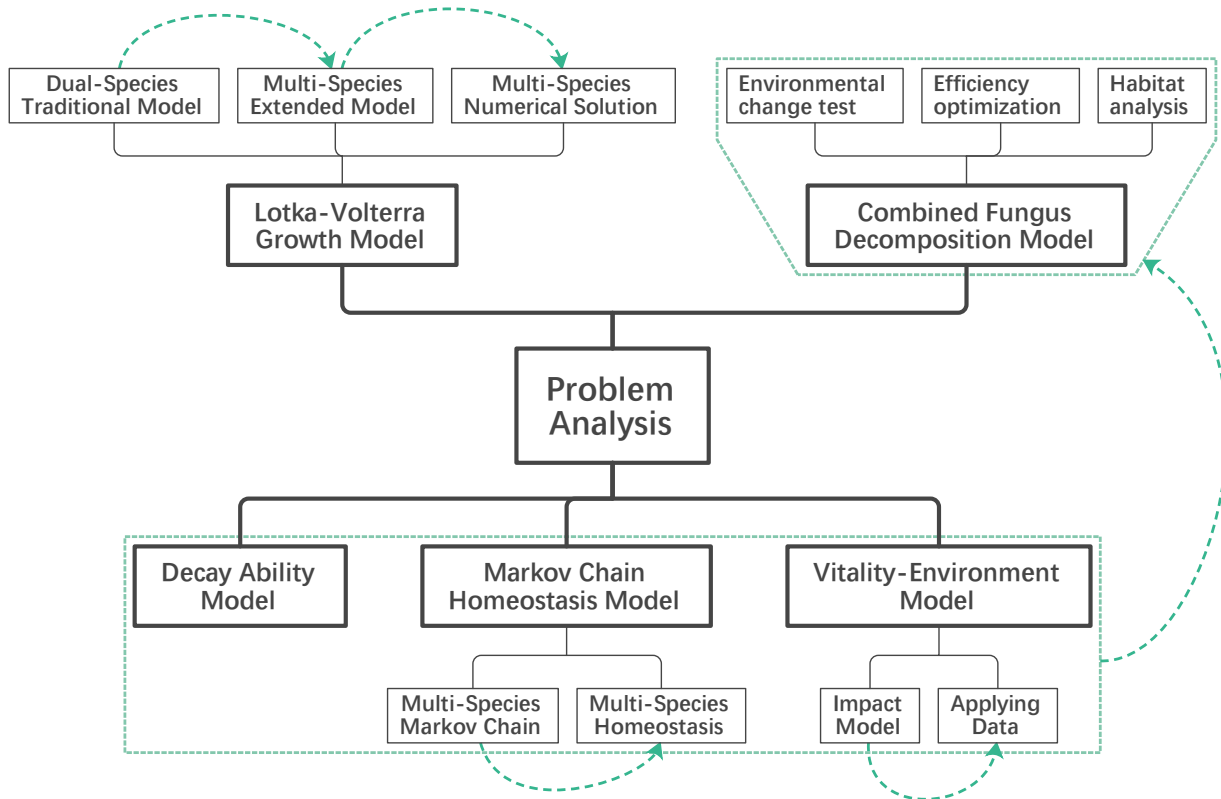 Dual-Species
Traditional Model
Multi-Species
Extended Model
Multi-Species
Numerical Solution
Environmental
change test
Efficiency
optimization
Habitat
analysis
Lotka-Volterra
Growth Model
Combined Fungus
Decomposition Model
Problem
Analysis
Decay Ability
Model
Markov Chain
Homeostasis Model
Vitality-Environment
Model
Multi-Species
Markov Chain
Multi-Species
Homeostasis
Impact
Model
Applying
Data